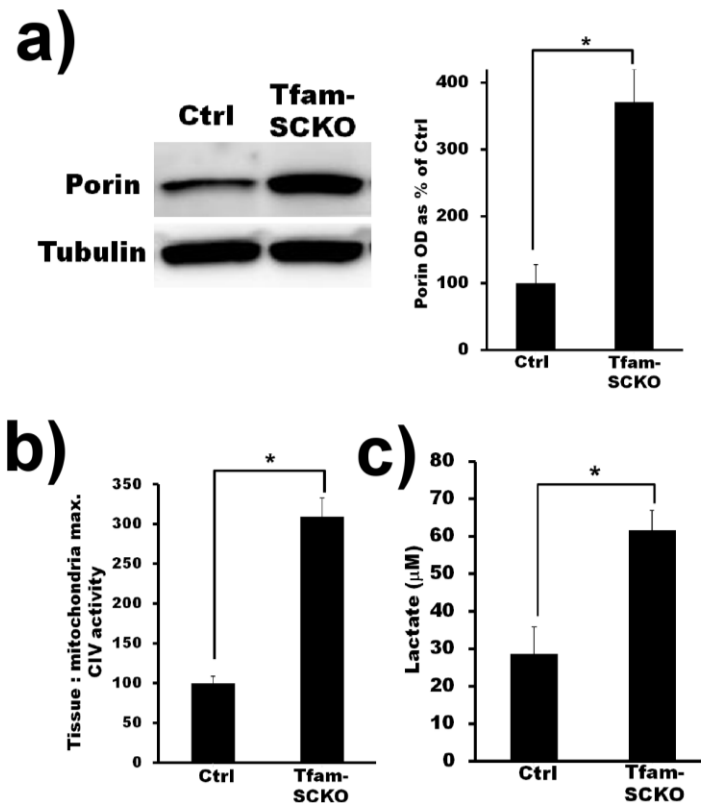 a)
Ctrl
Tfam-
SCKO
Porin
Tubulin
*
Porin OD as % of Ctrl
400
300
200
100
0
Ctrl
Tfam-
SCKO
b)
*
Tissue : mitochondria max.
CIV activity
350
300
250
200
150
100
50
0
Ctrl
Tfam-
SCKO
c)
*
Lactate (μM)
80
70
60
50
40
30
20
10
0
Ctrl
Tfam-
SCKO